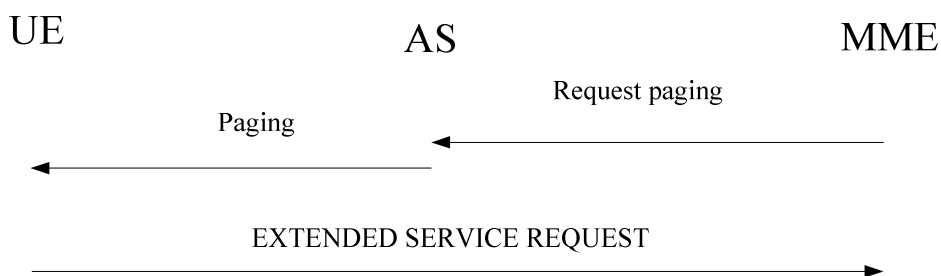 UE
AS
MME
Request paging
Paging
EXTENDED SERVICE REQUEST